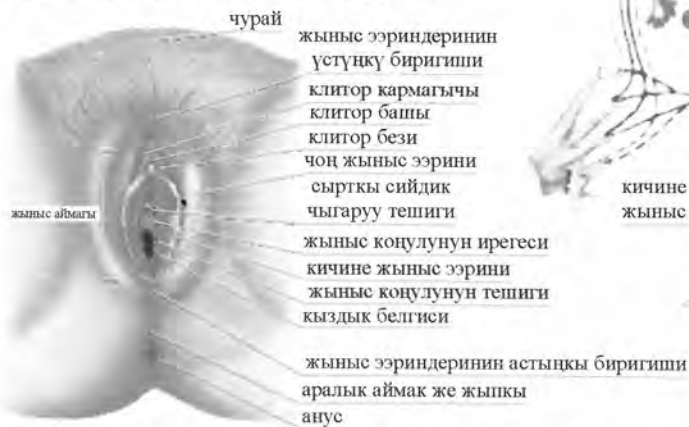 чурай
жыныс ээриндеринин
үстүңкү биригиши
клитор кармагычы
клитор башы
клитор бези
чоң жыныс ээрини
сырткы сийдик
чыгаруу тешиги
жыныс аймагы
жыныс коңулунун ирегеси
кичине жыныс ээрини
жыныс коңулунун тешиги
кыздык белгиси
жыныс ээриндеринин астыңкы биригиши
аралык аймак же жыпкы
анус
кичине
жыныс